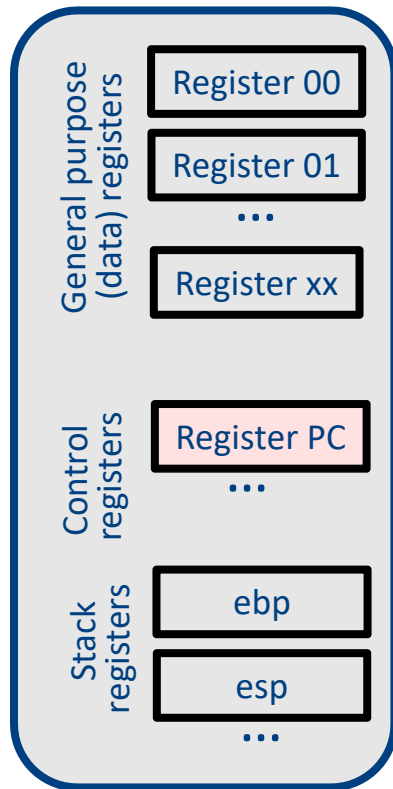 General purpose
(data) registers
Register 00
Register 01
...
Register xx
Control
registers
Register PC
...
Stack
registers
ebp
esp
...